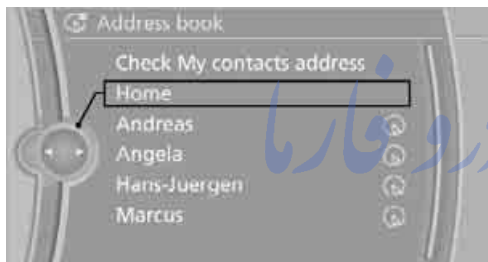 Address book
Check My contacts address
Home
Andreas
Angela
Hans-Juergen
Marcus